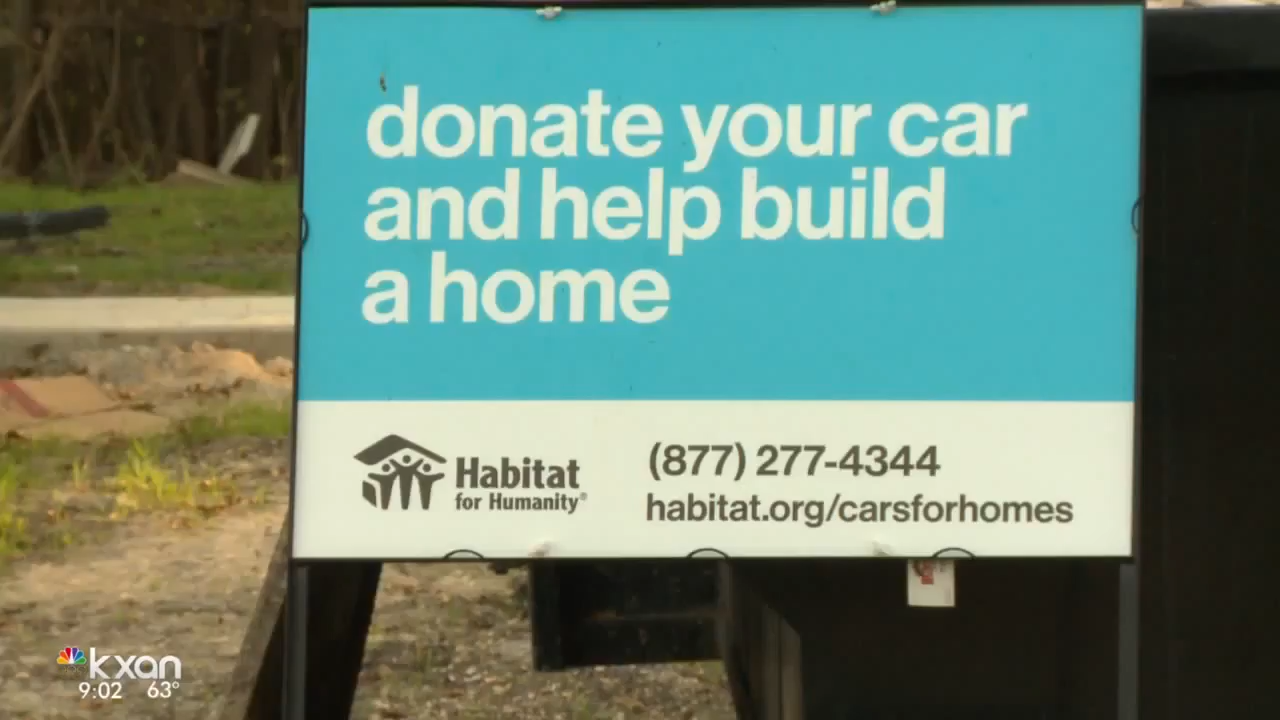 donate your car
and help build
a home
Habitat
for Humanity®
(877) 277-4344
habitat.org/carsforhomes
kxan
9:02 63°